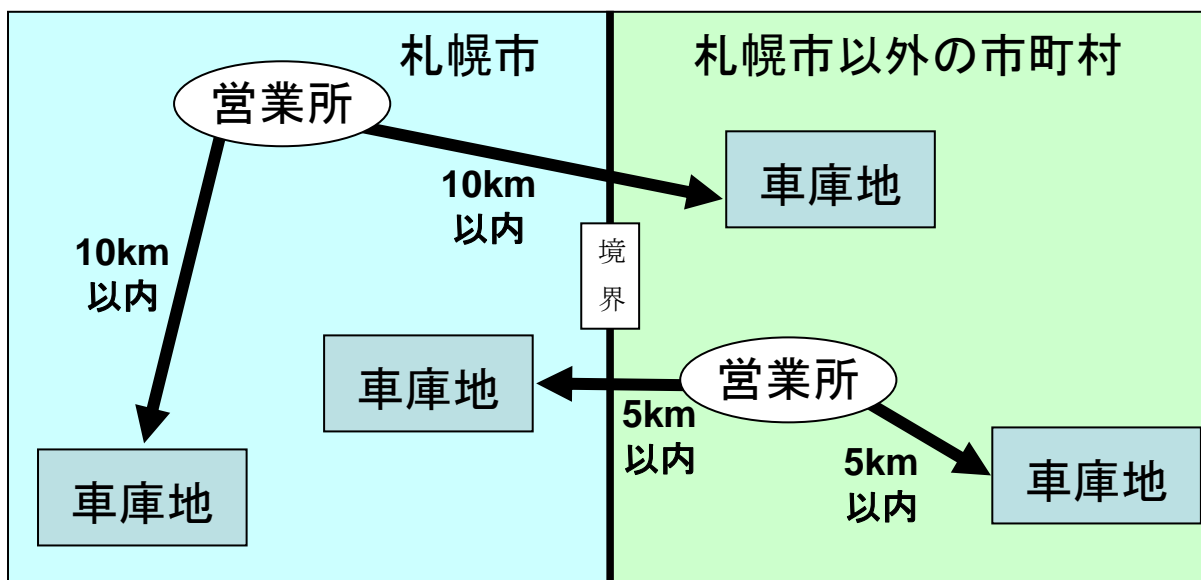 札幌市
札幌市以外の市町村
営業所
10km
以内
車庫地
10km
以内
境
界
車庫地
営業所
5km
以内
車庫地
5km
以内
車庫地